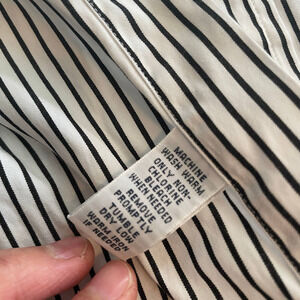 MACHINE
WASH WARM
ONLY NON-
CHLORINE
BLEACH
WHEN NEEDED
REMOVE
PROMPTLY
TUMBLE
DRY LOW
WARM IRON
IF NEEDED